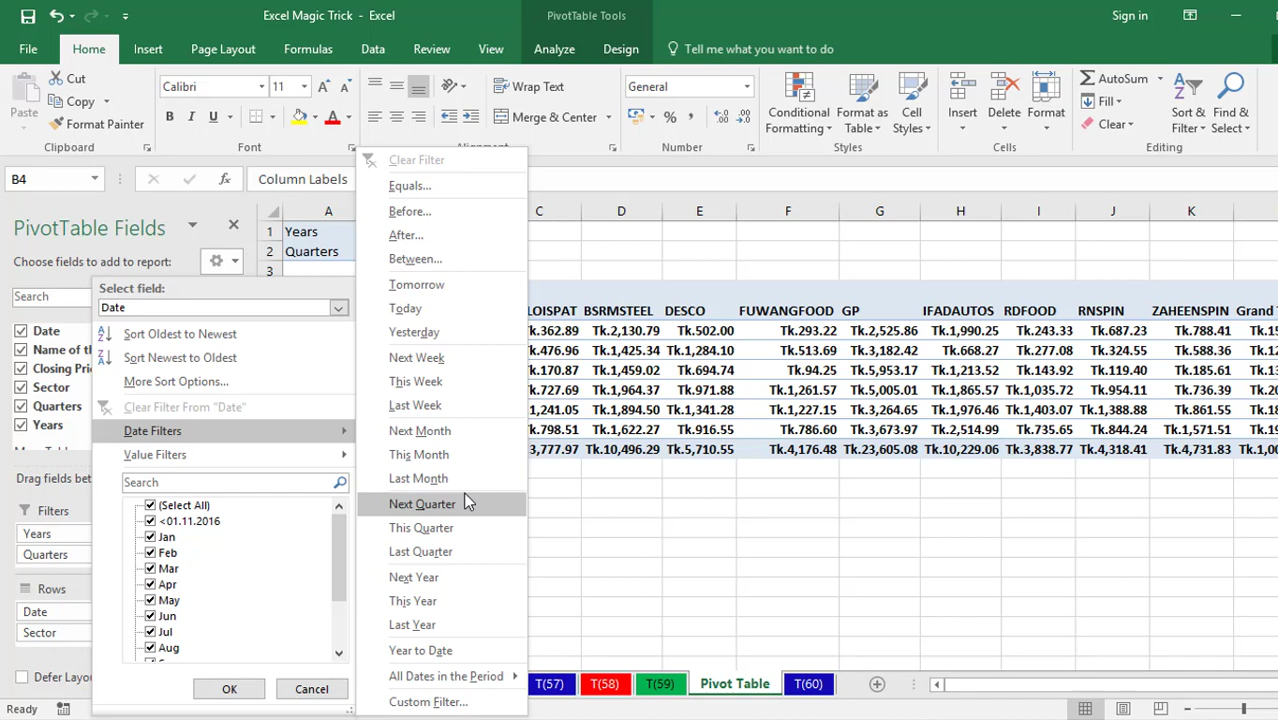 Excel Magic Trick - Excel
PivotTable Tools
Sign in
File Home Insert Page Layout Formulas Data Review View Analyze Design Tell me what you want to do
Paste
Cut
Copy
Format Painter
Clipboard
Calibri 11
B I U
Font
Wrap Text
Merge & Center
General
Number
Conditional Formatting
Format as Table
Cell Styles
Styles
Insert
Delete
Format
Cells
AutoSum
Fill
Clear
Sort & Filter
Find & Select
Editing
B4 fx Column Labels
PivotTable Fields
Choose fields to add to report:
Search
Date
Closing
Sector
Quarters
Years
Drag fields
Filters
Years
Quarters
Rows
Date
Sector
Ready
Select field:
Date
Sort Oldest to Newest
Sort Newest to Oldest
More Sort Options...
Clear Filter From "Date"
Date Filters
Value Filters
Search
(Select All)
<01.11.2016
Jan
Feb
Mar
Apr
May
Jun
Jul
Aug
OK Cancel
Clear Filter
Equals...
Before...
After...
Between...
Tomorrow
Today
Yesterday
Next Week
This Week
Last Week
Next Month
This Month
Last Month
Next Quarter
This Quarter
Last Quarter
Next Year
This Year
Last Year
Year to Date
All Dates in the Period
Custom Filter...
A C D E F G H I J K
1 Years
2 Quarters
3
LOISPAT BSRMSTEEL DESCO FUWANGFOOD GP IFADAUTOS RDFOOD RNSPIN ZAHEENSPIN Grand
k.362.89 Tk.2,130.79 Tk.502.00 Tk.293.22 Tk.2,525.86 Tk.1,990.25 Tk.243.33 Tk.687.23 Tk.788.41
k.476.96 Tk.1,425.34 Tk.1,284.10 Tk.513.69 Tk.3,182.42 Tk.668.27 Tk.277.08 Tk.324.55 Tk.588.36
k.170.87 Tk.1,459.02 Tk.694.74 Tk.94.25 Tk.5,953.17 Tk.1,213.52 Tk.143.92 Tk.119.40 Tk.185.61
k.727.69 Tk.1,964.37 Tk.971.88 Tk.1,261.57 Tk.5,005.01 Tk.1,865.57 Tk.1,035.72 Tk.954.11 Tk.736.39
.1,241.05 Tk.1,894.50 Tk.1,341.28 Tk.1,227.15 Tk.3,264.65 Tk.1,976.46 Tk.1,403.07 Tk.1,388.88 Tk.861.55
k.798.51 Tk.1,622.27 Tk.916.55 Tk.786.60 Tk.3,673.97 Tk.2,514.99 Tk.735.65 Tk.844.24 Tk.1,571.51
.3,777.97 Tk.10,496.29 Tk.5,710.55 Tk.4,176.48 Tk.23,605.08 Tk.10,229.06 Tk.3,838.77 Tk.4,318.41 Tk.4,731.83
T(57) T(58) T(59) Pivot Table T(60)